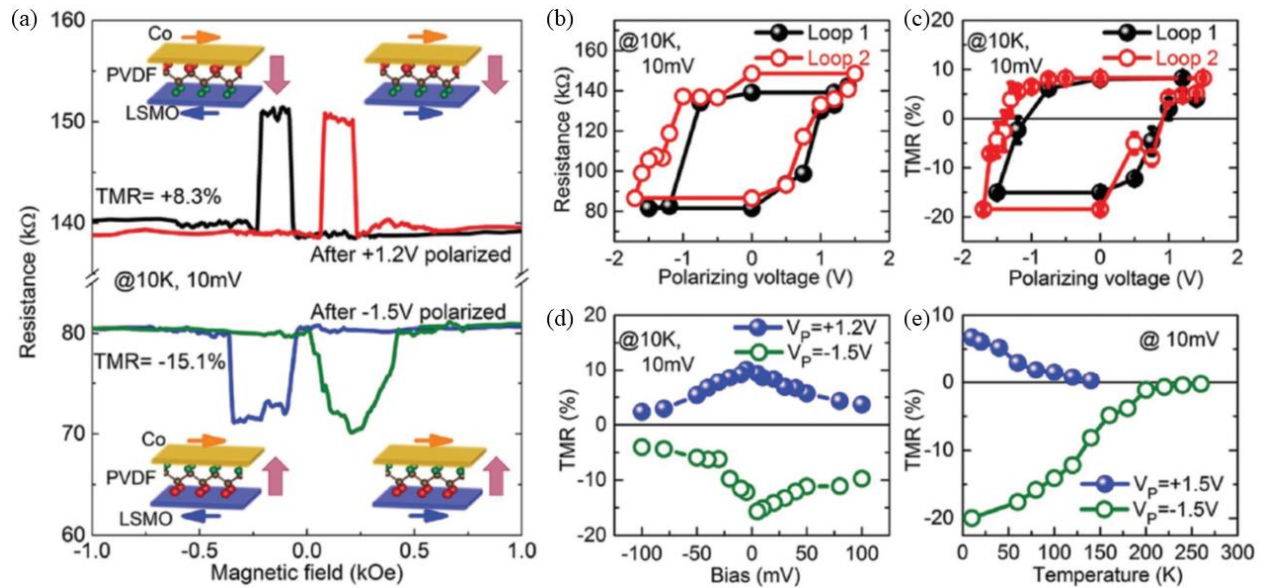 (a)
160
150
140
80
70
60
Resistance (kΩ)
-1.0
-0.5
0.0
0.5
1.0
Magnetic field (kOe)
Co
PVDF
LSMO
TMR= +8.3%
After +1.2V polarized
@10K, 10mV
After -1.5V polarized
TMR= -15.1%
Co
PVDF
LSMO
(b)
@10K,
10mV
Loop 1
Loop 2
160
140
120
100
80
Resistance (kΩ)
-2
-1
0
1
2
Polarizing voltage (V)
(c)
@10K,
10mV
Loop 1
Loop 2
20
15
10
5
0
-5
-10
-15
-20
TMR (%)
-2
-1
0
1
2
Polarizing voltage (V)
(d)
@10K,
10mV
VP=+1.2V
VP=-1.5V
20
10
0
-10
-20
TMR (%)
-100
-50
0
50
100
Bias (mV)
(e)
@ 10mV
10
0
-10
-20
TMR (%)
VP=+1.5V
VP=-1.5V
0
50
100
150
200
250
300
Temperature (K)